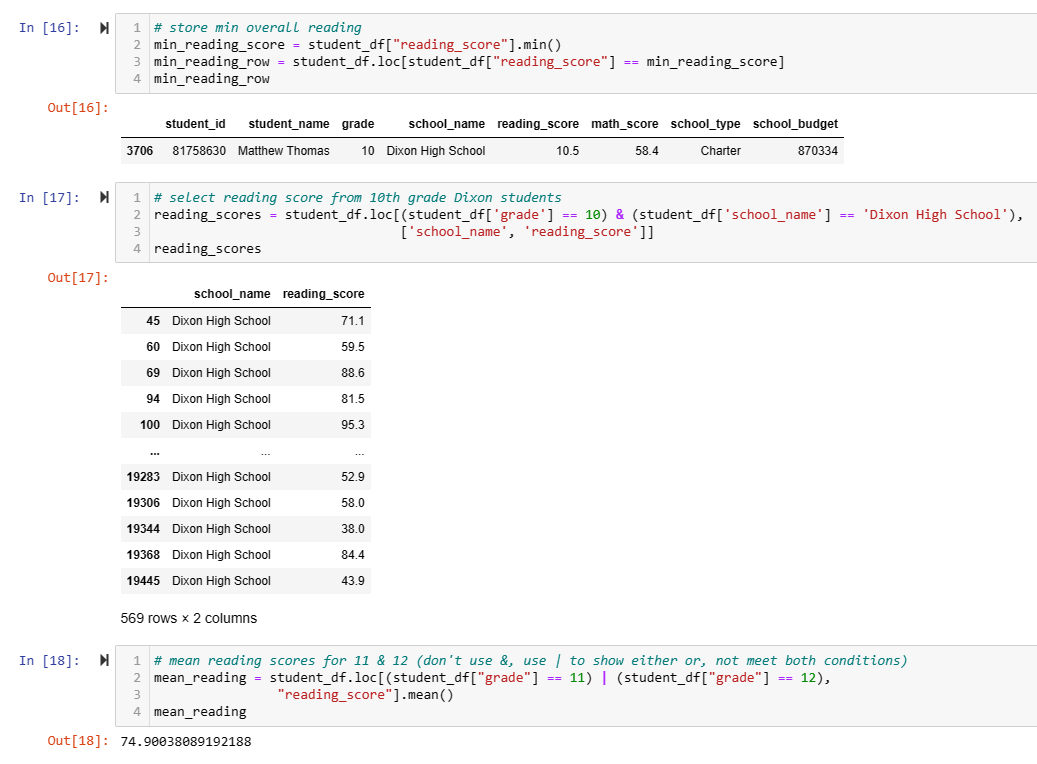 In [16]:
1 # store min overall reading
2 min_reading_score = student_df["reading_score"].min()
3 min_reading_row = student_df.loc[student_df["reading_score"] == min_reading_score]
4 min_reading_row
Out[16]:
student_id student_name grade school_name reading_score math_score school_type school_budget
3706 81758630 Matthew Thomas 10 Dixon High School 10.5 58.4 Charter 870334
In [17]:
1 # select reading score from 10th grade Dixon students
2 reading_scores = student_df.loc[(student_df['grade'] == 10) & (student_df['school_name'] == 'Dixon High School'),
3 ['school_name', 'reading_score']]
4 reading_scores
Out[17]:
school_name reading_score
45 Dixon High School 71.1
60 Dixon High School 59.5
69 Dixon High School 88.6
94 Dixon High School 81.5
100 Dixon High School 95.3
... ... ...
19283 Dixon High School 52.9
19306 Dixon High School 58.0
19344 Dixon High School 38.0
19368 Dixon High School 84.4
19445 Dixon High School 43.9
569 rows × 2 columns
In [18]:
1 # mean reading scores for 11 & 12 (don't use &, use | to show either or, not meet both conditions)
2 mean_reading = student_df.loc[(student_df["grade"] == 11) | (student_df["grade"] == 12),
3 "reading_score"].mean()
4 mean_reading
Out[18]: 74.90038089192188